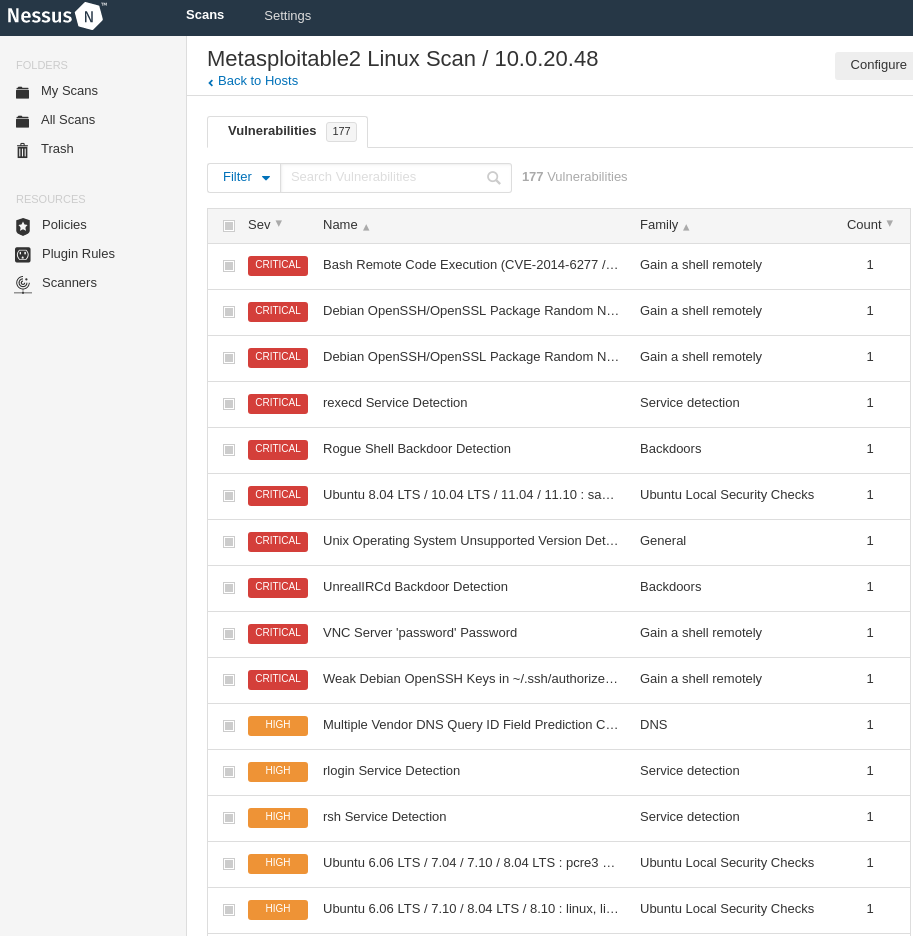 Nessus N ™ Scans Settings
FOLDERS
My Scans
All Scans
Trash
RESOURCES
Policies
Plugin Rules
Scanners
Metasploitable2 Linux Scan / 10.0.20.48
Back to Hosts
Configure
Vulnerabilities 177
Filter Search Vulnerabilities 177 Vulnerabilities
Sev Name Family Count
CRITICAL Bash Remote Code Execution (CVE-2014-6277 /… Gain a shell remotely 1
CRITICAL Debian OpenSSH/OpenSSL Package Random N… Gain a shell remotely 1
CRITICAL Debian OpenSSH/OpenSSL Package Random N… Gain a shell remotely 1
CRITICAL rexecd Service Detection Service detection 1
CRITICAL Rogue Shell Backdoor Detection Backdoors 1
CRITICAL Ubuntu 8.04 LTS / 10.04 LTS / 11.04 / 11.10 : sa… Ubuntu Local Security Checks 1
CRITICAL Unix Operating System Unsupported Version Det… General 1
CRITICAL UnrealIRCd Backdoor Detection Backdoors 1
CRITICAL VNC Server 'password' Password Gain a shell remotely 1
CRITICAL Weak Debian OpenSSH Keys in ~/.ssh/authorize… Gain a shell remotely 1
HIGH Multiple Vendor DNS Query ID Field Prediction C… DNS 1
HIGH rlogin Service Detection Service detection 1
HIGH rsh Service Detection Service detection 1
HIGH Ubuntu 6.06 LTS / 7.04 / 7.10 / 8.04 LTS : pcre3 … Ubuntu Local Security Checks 1
HIGH Ubuntu 6.06 LTS / 7.10 / 8.04 LTS / 8.10 : linux, li… Ubuntu Local Security Checks 1